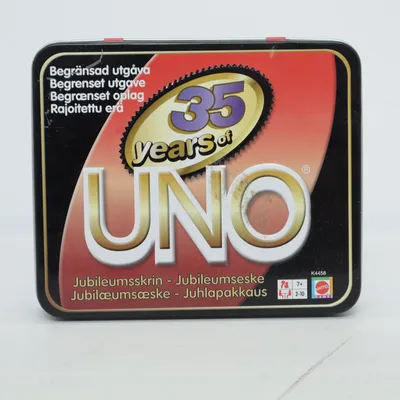 Begränsad utgåva
Begrenset utgave
Begrænset oplag
Rajoitettu erä
35
years of
UNO®
Jubileumsskrin - Jubileumseske
Jubilæumsæske - Juhlapakkaus
K4458
7+
2-10